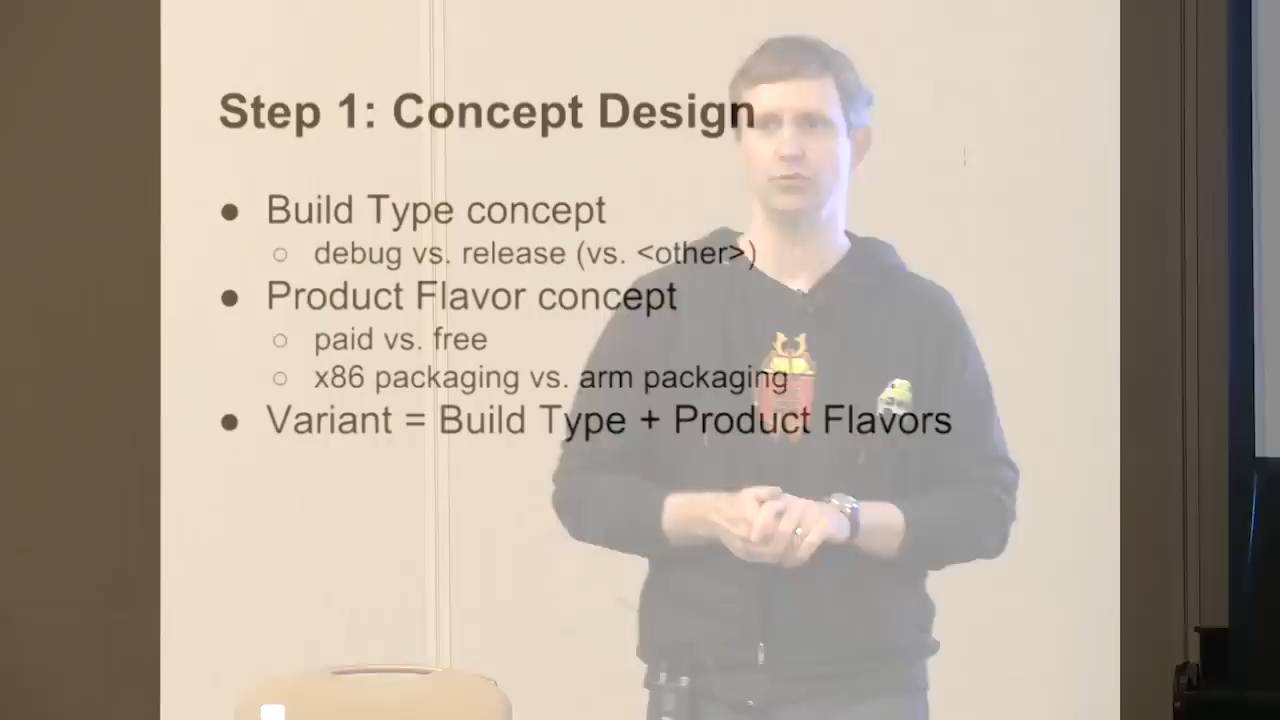 Step 1: Concept Design
● Build Type concept
○ debug vs. release (vs. <other>)
● Product Flavor concept
○ paid vs. free
○ x86 packaging vs. arm packaging
● Variant = Build Type + Product Flavors